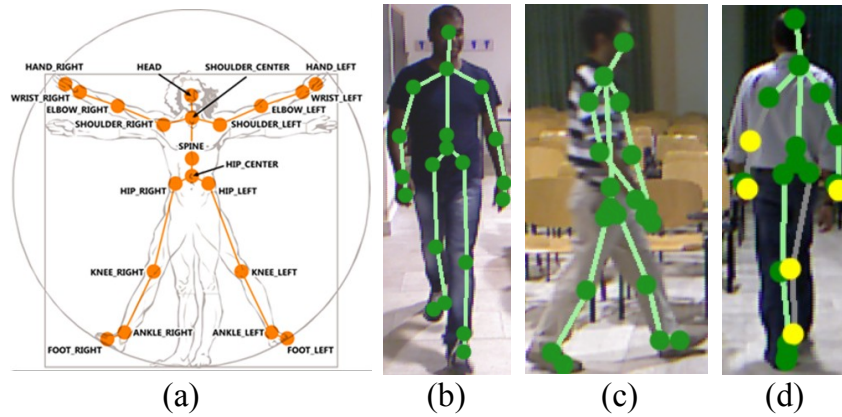 HAND_RIGHT
HEAD
SHOULDER_CENTER
HAND_LEFT
WRIST_RIGHT
WRIST_LEFT
ELBOW_RIGHT
ELBOW_LEFT
SHOULDER_RIGHT
SHOULDER_LEFT
SPINE
HIP_CENTER
HIP_RIGHT
HIP_LEFT
KNEE_RIGHT
KNEE_LEFT
ANKLE_RIGHT
ANKLE_LEFT
FOOT_RIGHT
FOOT_LEFT
(a) (b) (c) (d)